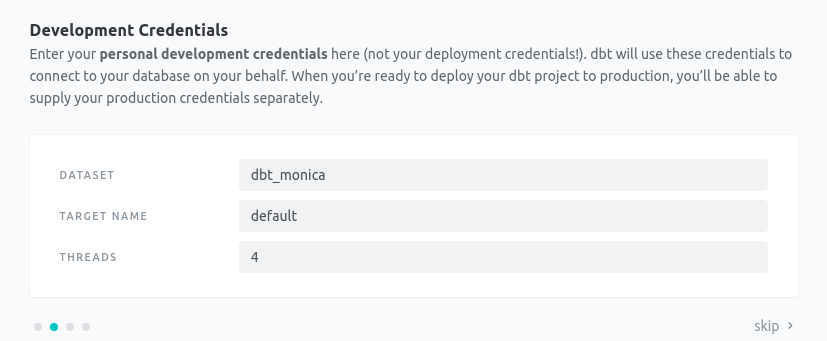 Development Credentials
Enter your personal development credentials here (not your deployment credentials!). dbt will use these credentials to
connect to your database on your behalf. When you’re ready to deploy your dbt project to production, you’ll be able to
supply your production credentials separately.
DATASET dbt_monica
TARGET NAME default
THREADS 4
skip ›